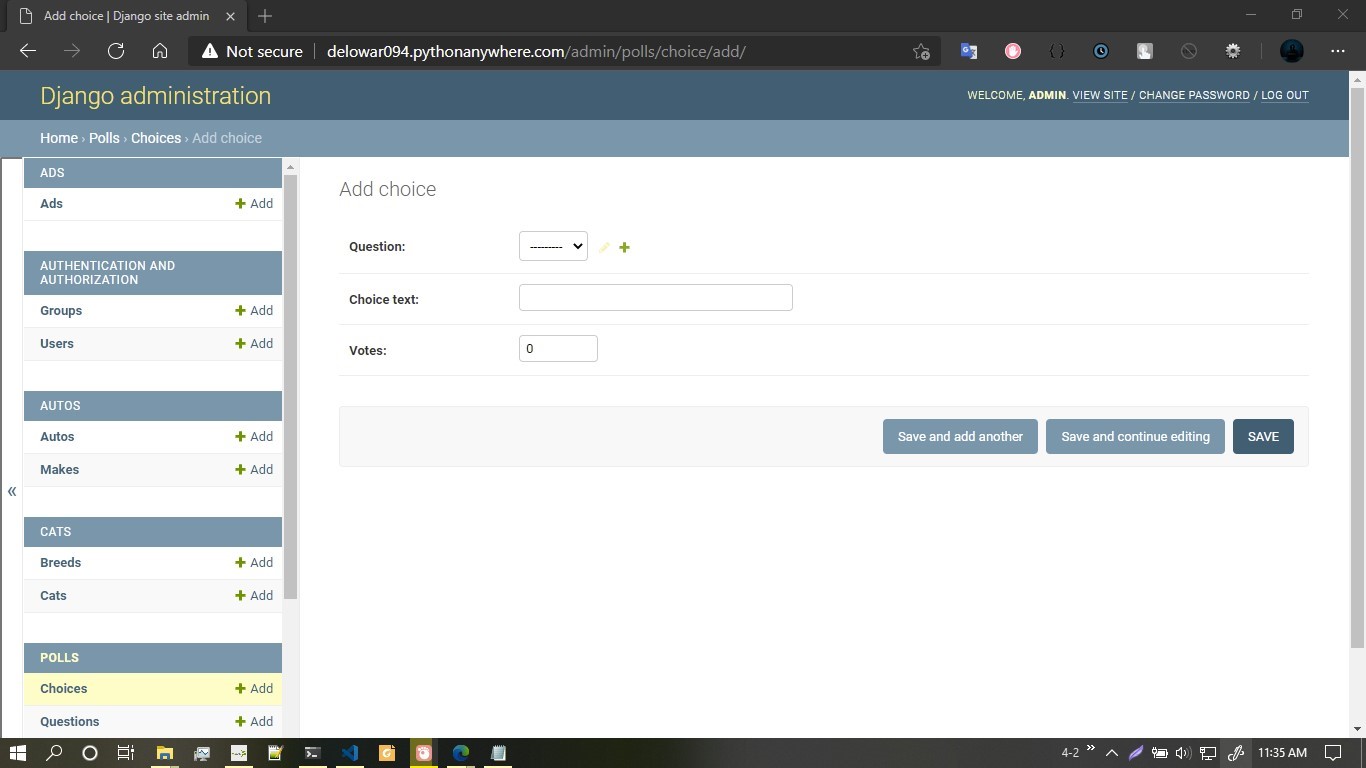 Add choice | Django site admin
Not secure
delowar094.pythonanywhere.com/admin/polls/choice/add/
Django administration
WELCOME, ADMIN. VIEW SITE / CHANGE PASSWORD / LOG OUT
Home › Polls › Choices › Add choice
ADS
Ads
+ Add
AUTHENTICATION AND
AUTHORIZATION
Groups
+ Add
Users
+ Add
AUTOS
Autos
+ Add
Makes
+ Add
«
CATS
Breeds
+ Add
Cats
+ Add
POLLS
Choices
+ Add
Questions
+ Add
Add choice
Question:
---------
Choice text:
Votes:
0
Save and add another
Save and continue editing
SAVE
4-2
11:35 AM